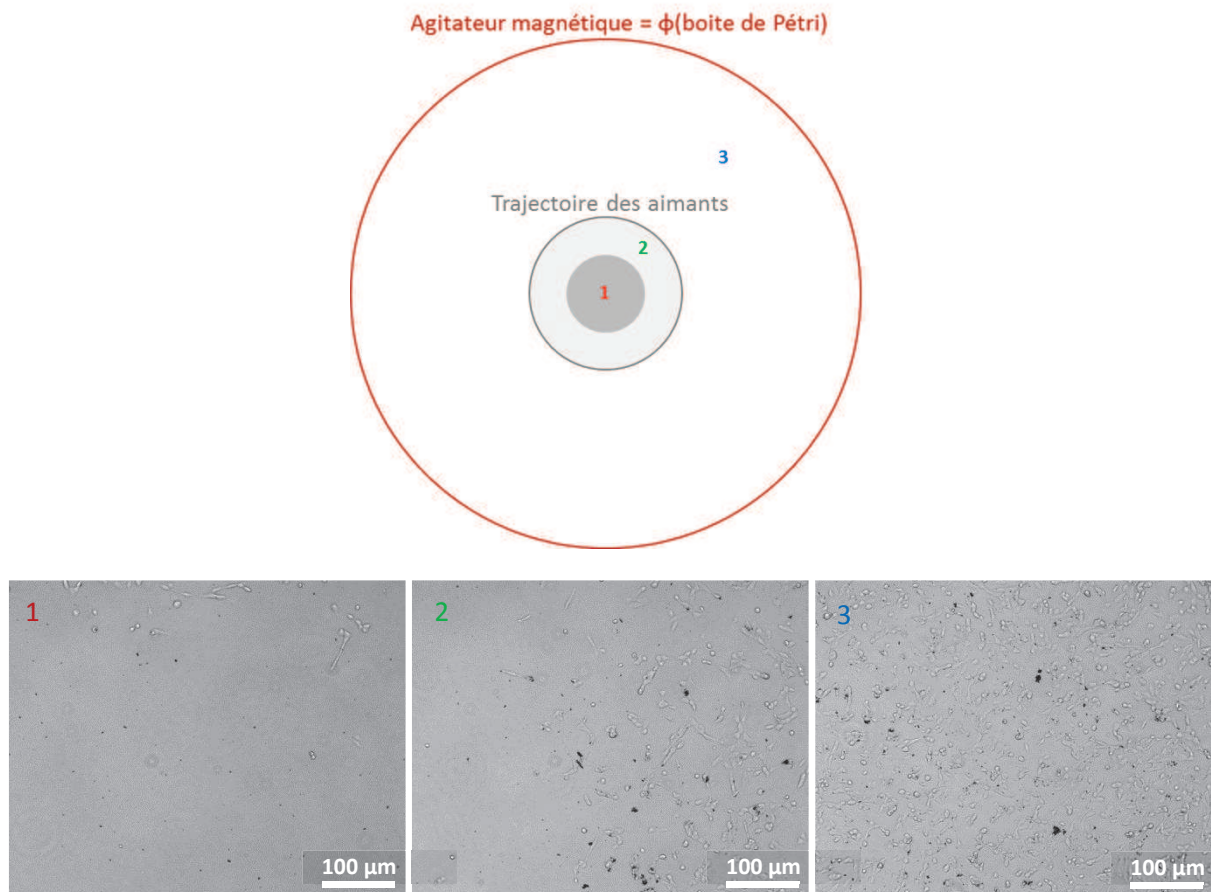 Agitateur magnétique = ϕ(boite de Pétri)
3
Trajectoire des aimants
2
1
1
2
3
100 µm
100 µm
100 µm